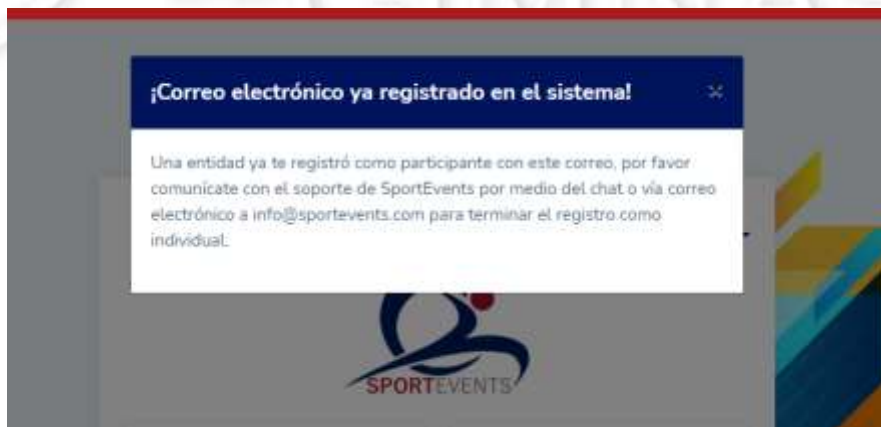 ¡Correo electrónico ya registrado en el sistema! ×
Una entidad ya te registró como participante con este correo, por favor
comunícate con el soporte de SportEvents por medio del chat o vía correo
electrónico a info@sportevents.com para terminar el registro como
individual.
SPORTEVENTS